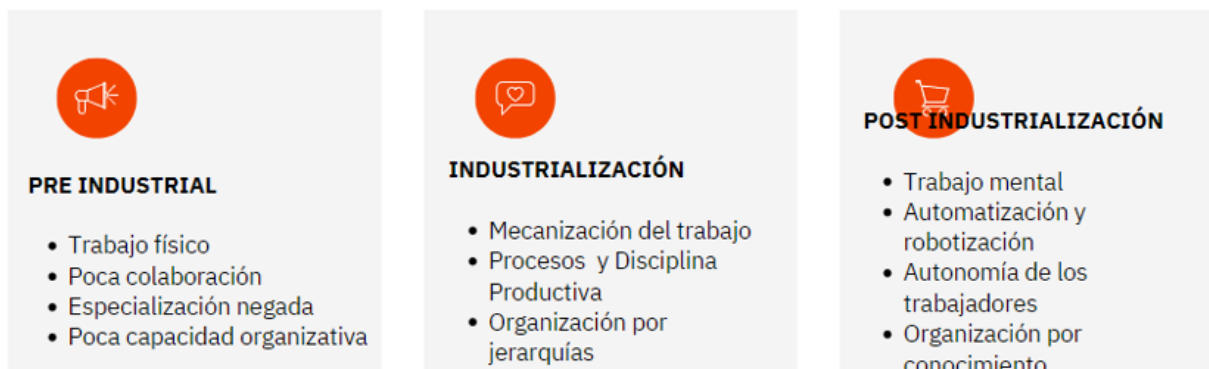 PRE INDUSTRIAL
• Trabajo físico
• Poca colaboración
• Especialización negada
• Poca capacidad organizativa
INDUSTRIALIZACIÓN
• Mecanización del trabajo
• Procesos y Disciplina
Productiva
• Organización por
jerarquías
POST INDUSTRIALIZACIÓN
• Trabajo mental
• Automatización y
robotización
• Autonomía de los
trabajadores
• Organización por
conocimiento